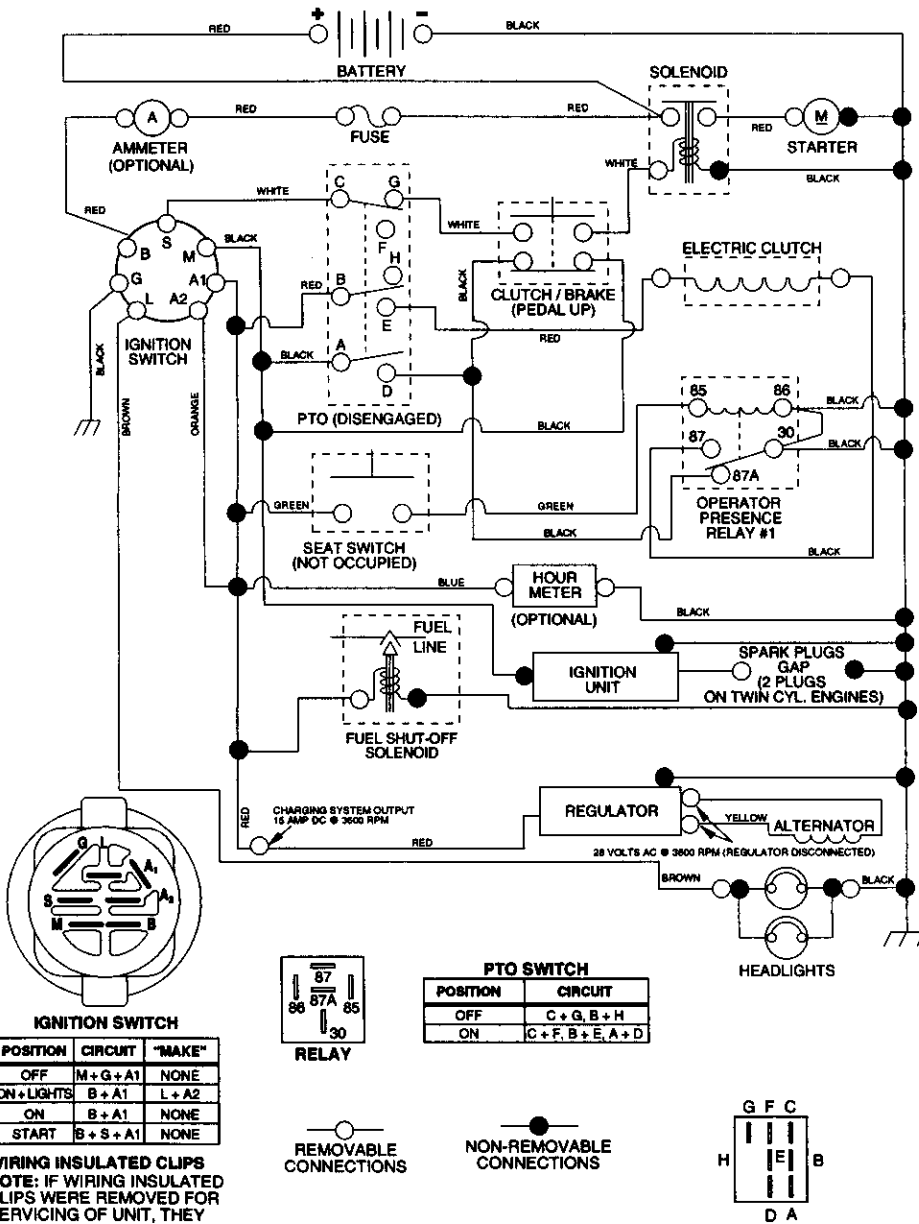 +
-
RED
BLACK
BATTERY
SOLENOID
A
RED
RED
M
RED
AMMETER
(OPTIONAL)
FUSE
STARTER
WHITE
BLACK
RED
WHITE
C
G
S
B
M
BLACK
F
WHITE
H
G
A1
L
A2
RED
B
BLACK
ELECTRIC CLUTCH
CLUTCH / BRAKE
(PEDAL UP)
E
RED
IGNITION
SWITCH
BLACK
A
D
BLACK
BROWN
ORANGE
PTO (DISENGAGED)
BLACK
85
86
BLACK
87
30
BLACK
87A
GREEN
GREEN
OPERATOR
PRESENCE
RELAY #1
SEAT SWITCH
(NOT OCCUPIED)
BLACK
BLACK
BLUE
HOUR
METER
(OPTIONAL)
BLACK
FUEL
LINE
IGNITION
UNIT
SPARK PLUGS
GAP
(2 PLUGS
ON TWIN CYL. ENGINES)
FUEL SHUT-OFF
SOLENOID
RED
CHARGING SYSTEM OUTPUT
15 AMP DC @ 3600 RPM
RED
REGULATOR
YELLOW
ALTERNATOR
28 VOLTS AC @ 3600 RPM (REGULATOR DISCONNECTED)
BROWN
BLACK
HEADLIGHTS
G
L
A1
S
A2
M
B
IGNITION SWITCH
POSITION CIRCUIT "MAKE"
OFF M+G+A1 NONE
ON+LIGHTS B+A1 L+A2
ON B+A1 NONE
START B+S+A1 NONE
87
86 87A 85
30
RELAY
PTO SWITCH
POSITION CIRCUIT
OFF C+G, B+H
ON C+F, B+E, A+D
REMOVABLE
CONNECTIONS
NON-REMOVABLE
CONNECTIONS
G F C
H E B
D A
WIRING INSULATED CLIPS
NOTE: IF WIRING INSULATED
CLIPS WERE REMOVED FOR
SERVICING OF UNIT, THEY